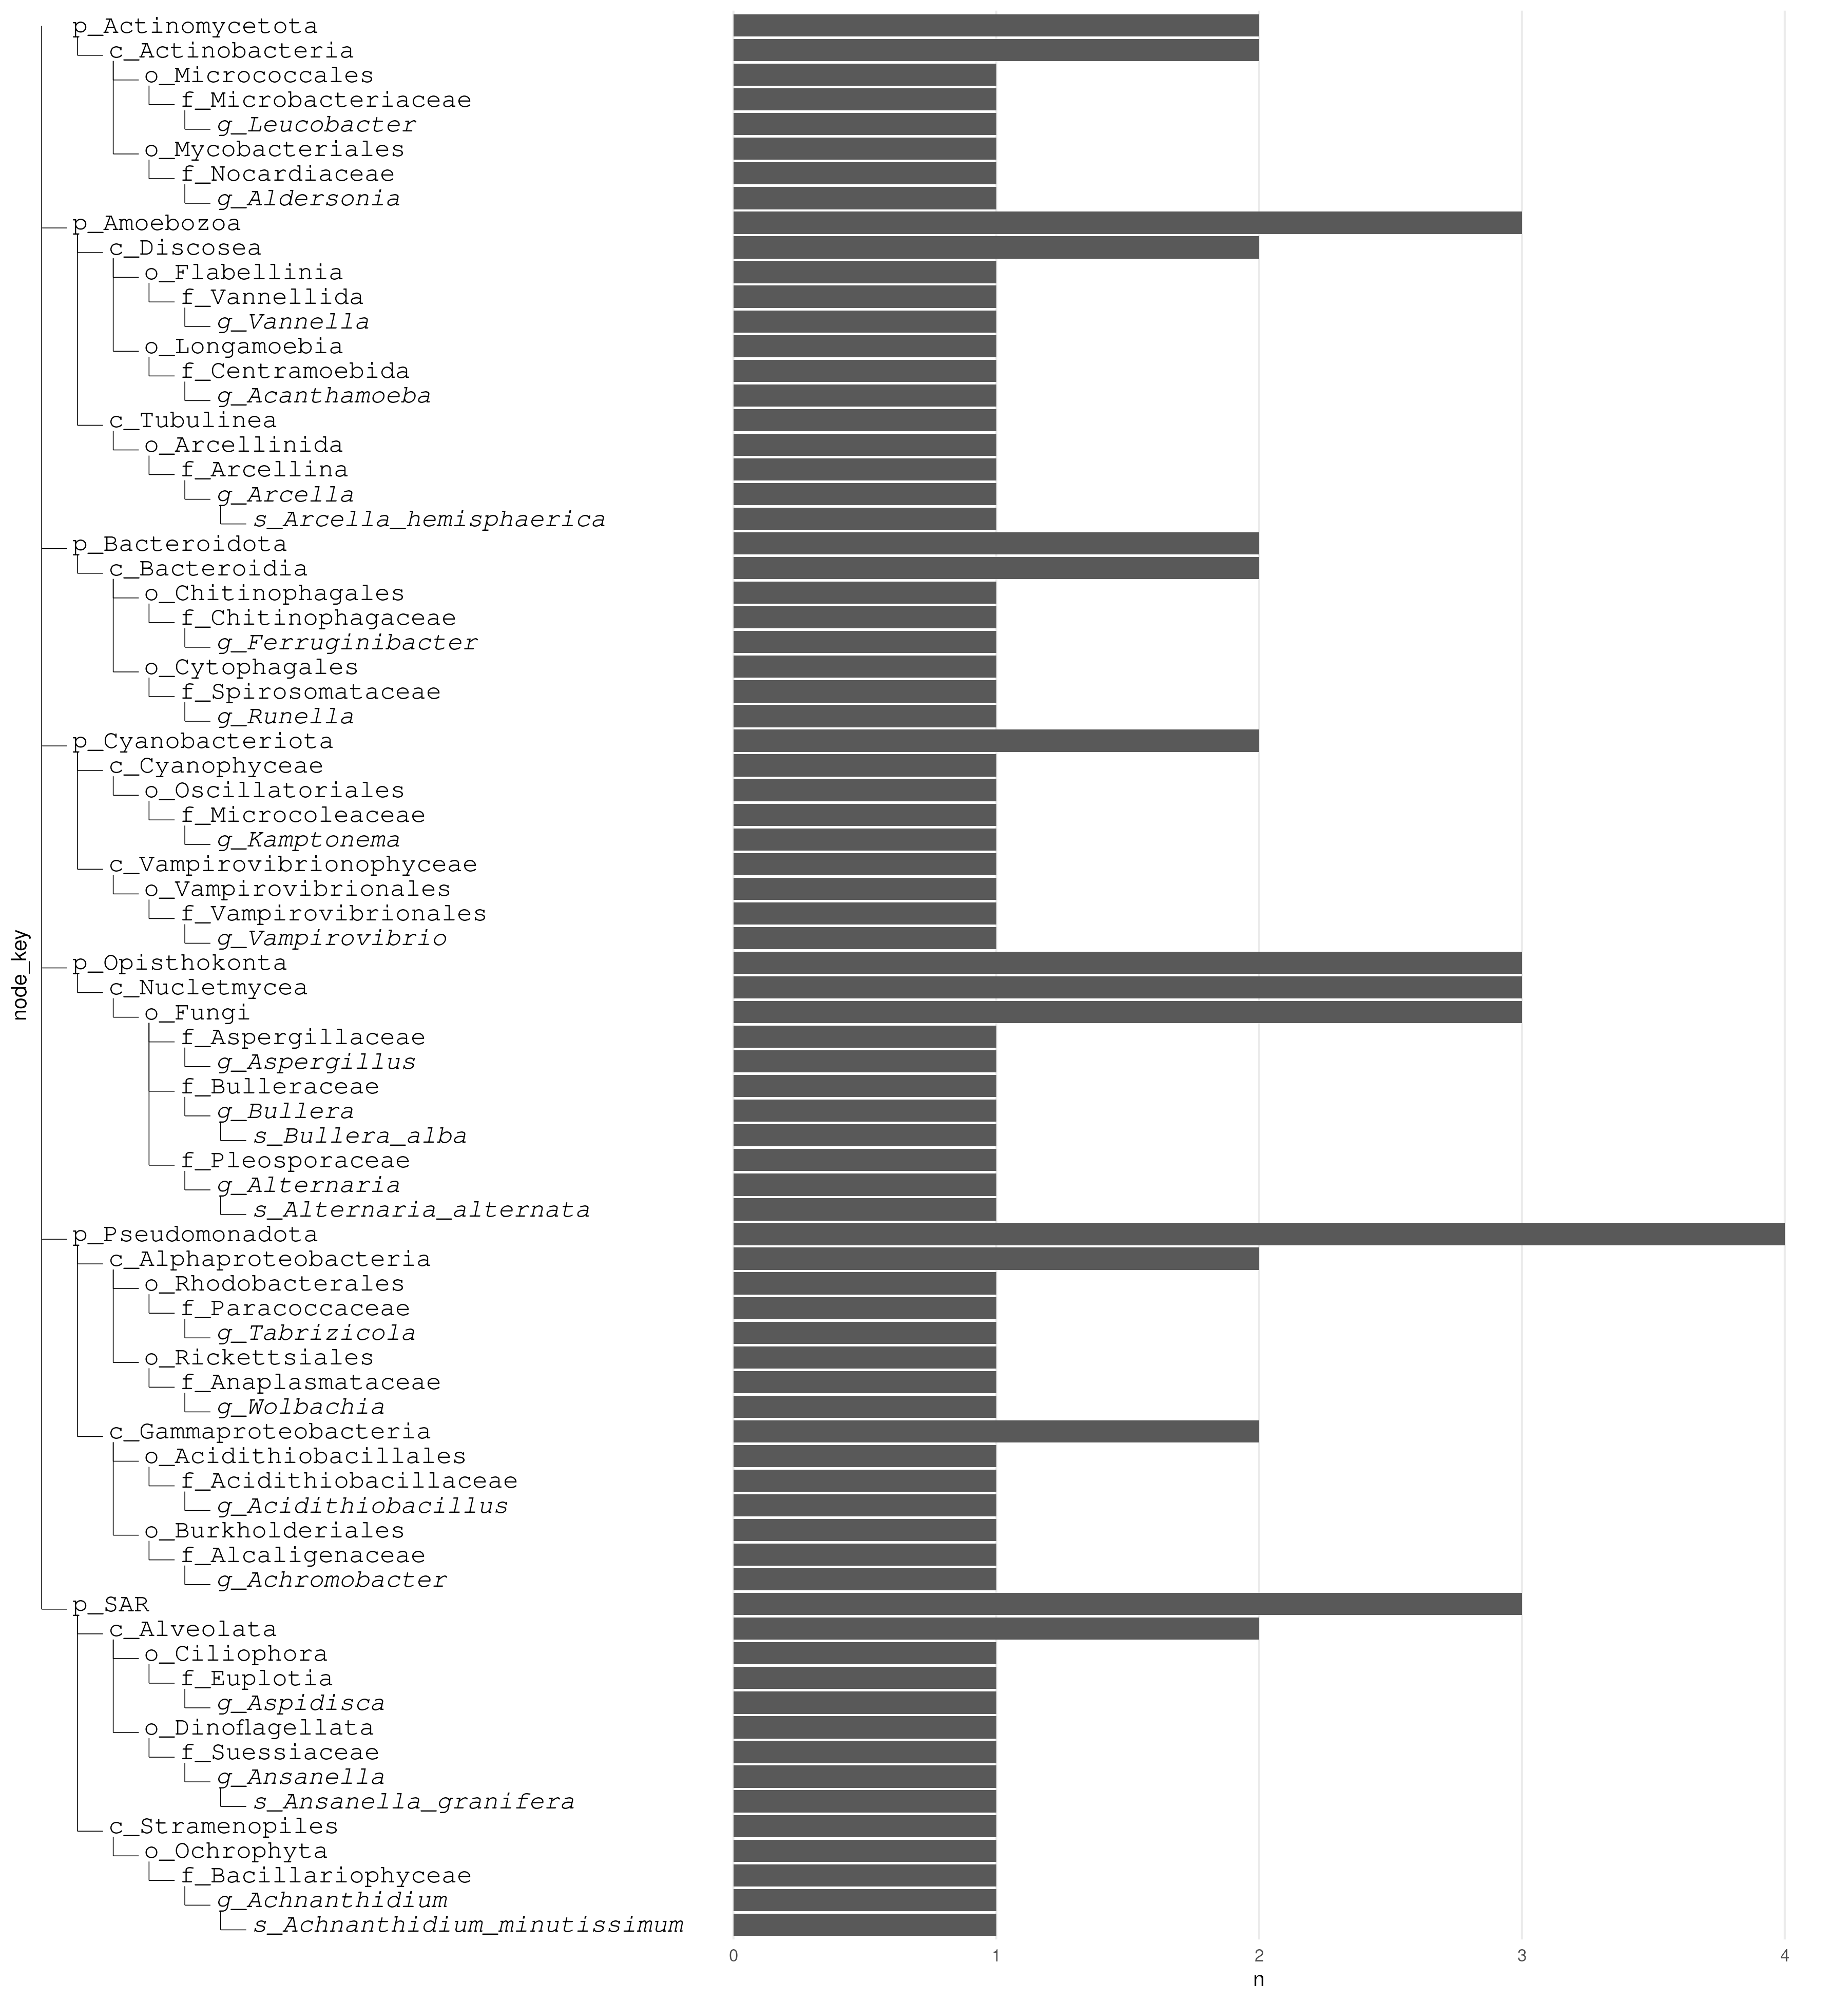 p_Actinomycetota
c_Actinobacteria
o_Micrococcales
f_Microbacteriaceae
g_Leucobacter
o_Mycobacteriales
f_Nocardiaceae
g_Aldersonia
p_Amoebozoa
c_Discosea
o_Flabellinia
f_Vannellida
g_Vannella
o_Longamoebia
f_Centramoebida
g_Acanthamoeba
c_Tubulinea
o_Arcellinida
f_Arcellina
g_Arcella
s_Arcella_hemisphaerica
p_Bacteroidota
c_Bacteroidia
o_Chitinophagales
f_Chitinophagaceae
g_Ferruginibacter
o_Cytophagales
f_Spirosomataceae
g_Runella
p_Cyanobacteriota
c_Cyanophyceae
o_Oscillatoriales
f_Microcoleaceae
g_Kamptonema
c_Vampirovibrionophyceae
o_Vampirovibrionales
f_Vampirovibrionales
g_Vampirovibrio
p_Opisthokonta
c_Nucletmycea
o_Fungi
f_Aspergillaceae
g_Aspergillus
f_Bulleraceae
g_Bullera
s_Bullera_alba
f_Pleosporaceae
g_Alternaria
s_Alternaria_alternata
p_Pseudomonadota
c_Alphaproteobacteria
o_Rhodobacterales
f_Paracoccaceae
g_Tabrizicola
o_Rickettsiales
f_Anaplasmataceae
g_Wolbachia
c_Gammaproteobacteria
o_Acidithiobacillales
f_Acidithiobacillaceae
g_Acidithiobacillus
o_Burkholderiales
f_Alcaligenaceae
g_Achromobacter
p_SAR
c_Alveolata
o_Ciliophora
f_Euplotia
g_Aspidisca
o_Dinoflagellata
f_Suessiaceae
g_Ansanella
s_Ansanella_granifera
c_Stramenopiles
o_Ochrophyta
f_Bacillariophyceae
g_Achnanthidium
s_Achnanthidium_minutissimum
node_key
0 1 2 3 4
n